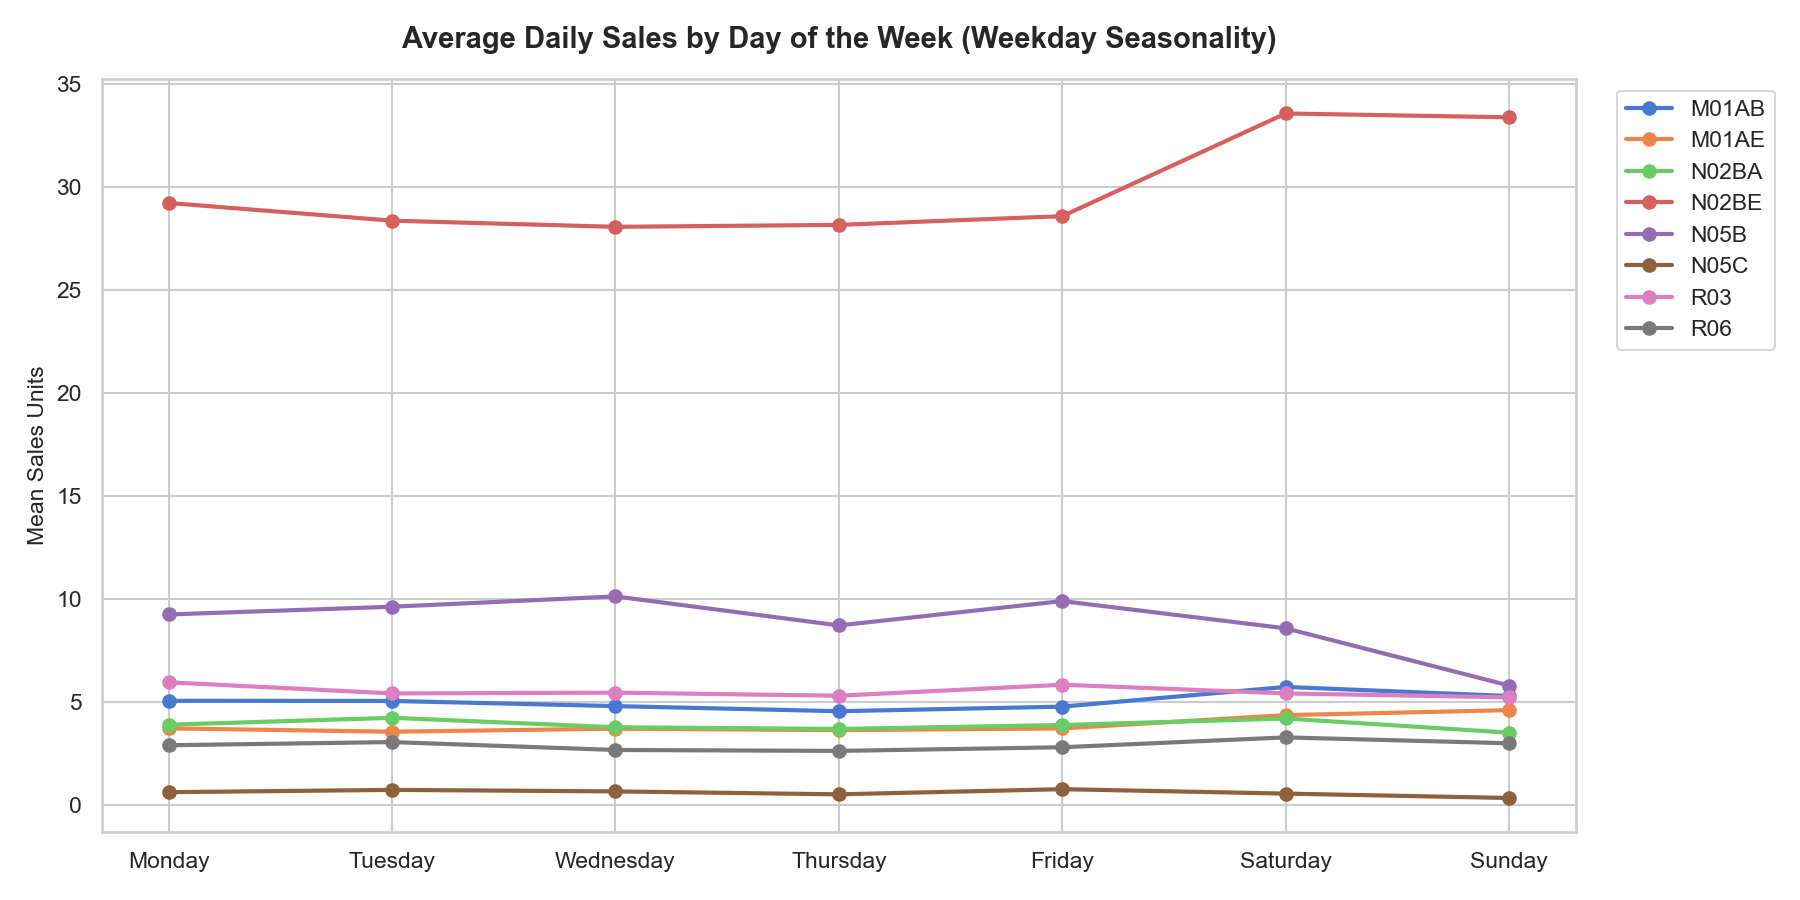 Average Daily Sales by Day of the Week (Weekday Seasonality)
35
30
25
20
15
10
5
0
Mean Sales Units
Monday Tuesday Wednesday Thursday Friday Saturday Sunday
M01AB
M01AE
N02BA
N02BE
N05B
N05C
R03
R06